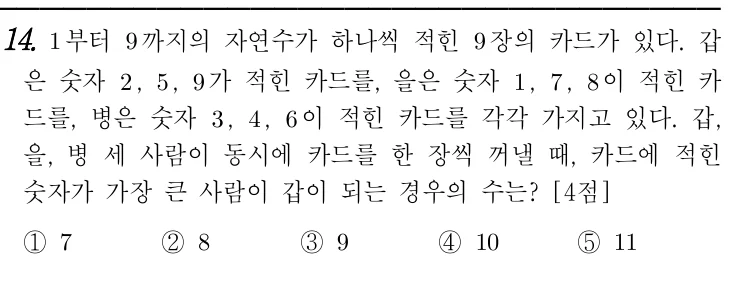 14. 1부터 9까지의 자연수가 하나씩 적힌 9장의 카드가 있다. 갑
은 숫자 2, 5, 9가 적힌 카드를, 을은 숫자 1, 7, 8이 적힌 카
드를, 병은 숫자 3, 4, 6이 적힌 카드를 각각 가지고 있다. 갑,
을, 병 세 사람이 동시에 카드를 한 장씩 꺼낼 때, 카드에 적힌
숫자가 가장 큰 사람이 갑이 되는 경우의 수는? [4점]
① 7 ② 8 ③ 9 ④ 10 ⑤ 11